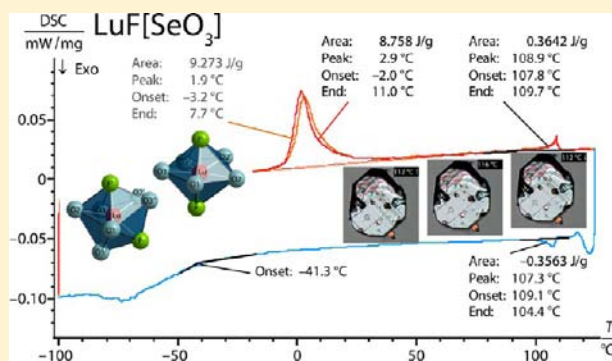 DSC
mW/mg
LuF[SeO₃]
↓ Exo
Area: 9.273 J/g
Peak: 1.9 °C
Onset: −3.2 °C
End: 7.7 °C
Area: 8.758 J/g
Peak: 2.9 °C
Onset: −2.0 °C
End: 11.0 °C
Area: 0.3642 J/g
Peak: 108.9 °C
Onset: 107.8 °C
End: 109.7 °C
0.05
0
−0.05
−0.10
Lu
Lu
Onset: −41.3 °C
Area: −0.3563 J/g
Peak: 107.3 °C
Onset: 109.1 °C
End: 104.4 °C
−100
−50
0
50
100
T
°C